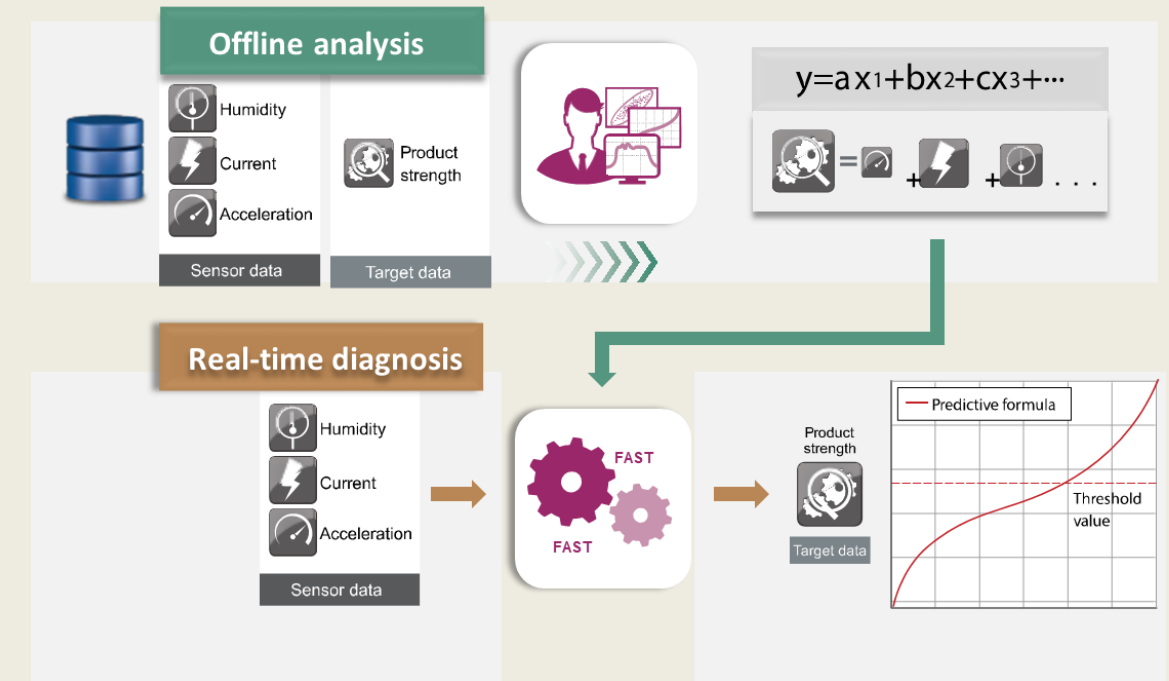 Offline analysis
Humidity
Current
Acceleration
Sensor data
Product
strength
Target data
y=ax1+bx2+cx3+···
= + + . . .
Real-time diagnosis
Humidity
Current
Acceleration
Sensor data
FAST
FAST
Product
strength
Target data
Predictive formula
Threshold
value